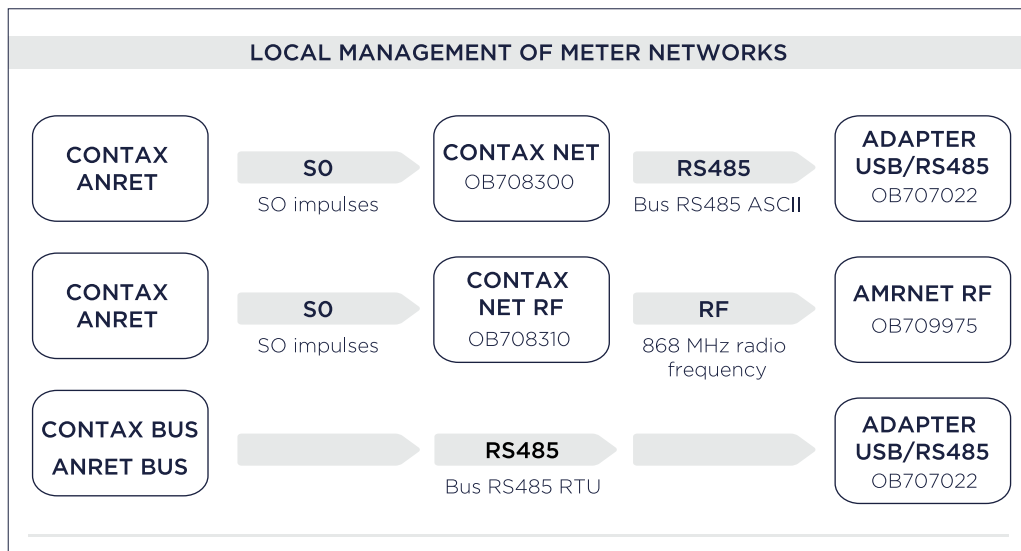 LOCAL MANAGEMENT OF METER NETWORKS
CONTAX
ANRET
S0
SO impulses
CONTAX NET
OB708300
RS485
Bus RS485 ASCII
ADAPTER
USB/RS485
OB707022
CONTAX
ANRET
S0
SO impulses
CONTAX
NET RF
OB708310
RF
868 MHz radio
frequency
AMRNET RF
OB709975
CONTAX BUS
ANRET BUS
RS485
Bus RS485 RTU
ADAPTER
USB/RS485
OB707022